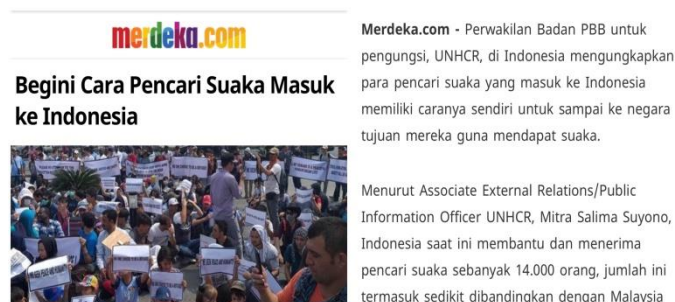 merdeka.com
Begini Cara Pencari Suaka Masuk
ke Indonesia
Merdeka.com - Perwakilan Badan PBB untuk
pengungsi, UNHCR, di Indonesia mengungkapkan
para pencari suaka yang masuk ke Indonesia
memiliki caranya sendiri untuk sampai ke negara
tujuan mereka guna mendapat suaka.
Menurut Associate External Relations/Public
Information Officer UNHCR, Mitra Salima Suyono,
Indonesia saat ini membantu dan menerima
pencari suaka sebanyak 14.000 orang, jumlah ini
termasuk sedikit dibandingkan dengan Malaysia